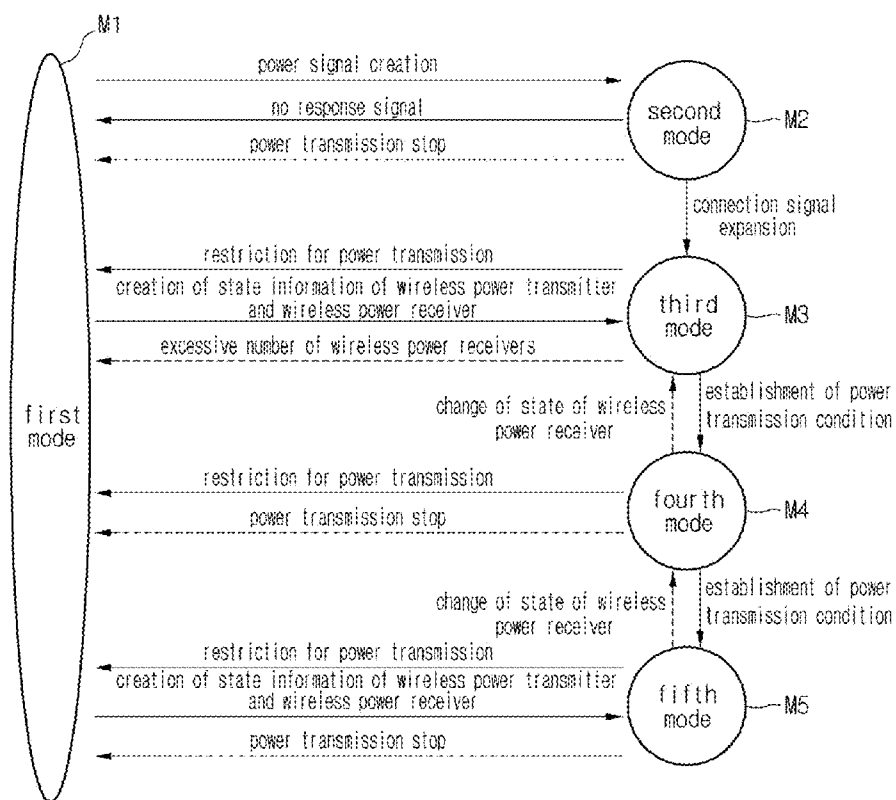 M1
power signal creation
no response signal
power transmission stop
second
mode
M2
connection signal
expansion
restriction for power transmission
creation of state information of wireless power transmitter
and wireless power receiver
excessive number of wireless power receivers
third
mode
M3
first
mode
change of state of wireless
power receiver
establishment of power
transmission condition
restriction for power transmission
power transmission stop
fourth
mode
M4
change of state of wireless
power receiver
establishment of power
transmission condition
restriction for power transmission
creation of state information of wireless power transmitter
and wireless power receiver
power transmission stop
fifth
mode
M5